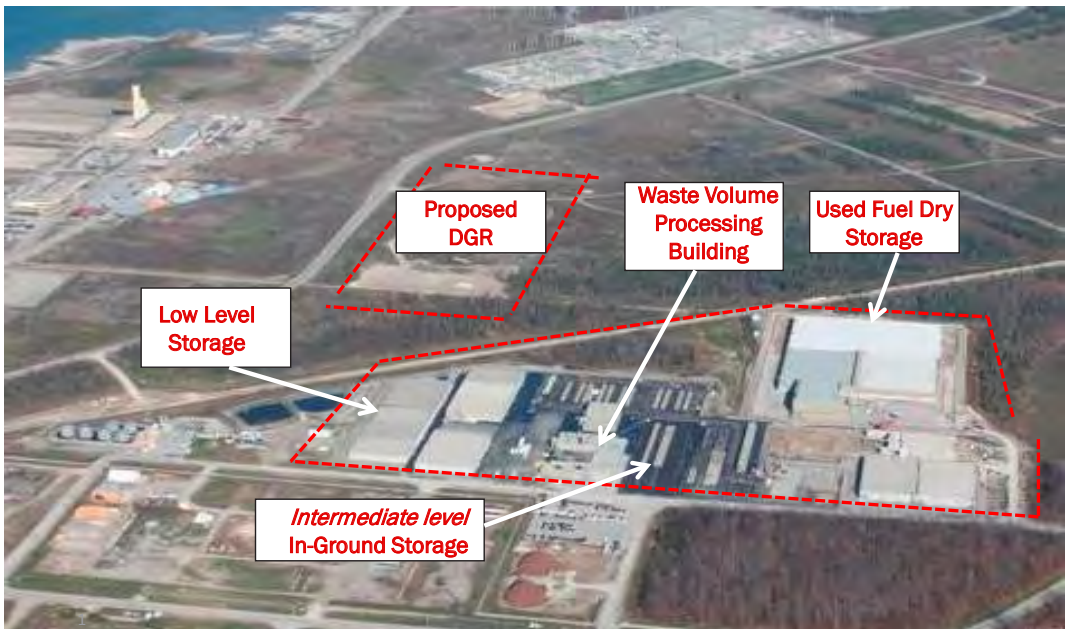 Proposed
DGR
Waste Volume
Processing
Building
Used Fuel Dry
Storage
Low Level
Storage
Intermediate level
In-Ground Storage